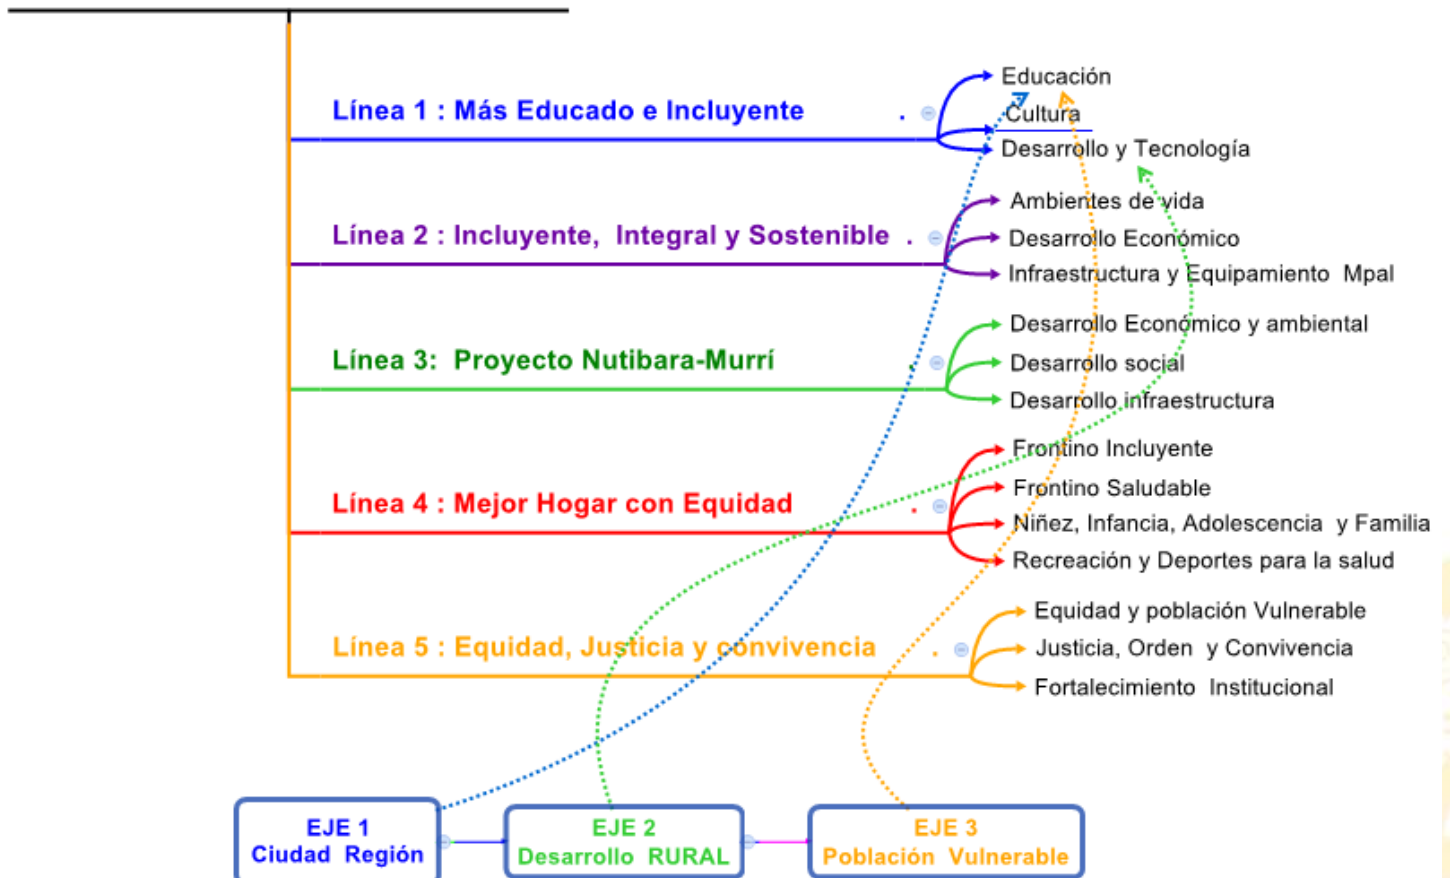 Línea 1 : Más Educado e Incluyente .
Educación
Cultura
Desarrollo y Tecnología
Línea 2 : Incluyente, Integral y Sostenible .
Ambientes de vida
Desarrollo Económico
Infraestructura y Equipamiento Mpal
Línea 3: Proyecto Nutibara-Murrí .
Desarrollo Económico y ambiental
Desarrollo social
Desarrollo infraestructura
Línea 4 : Mejor Hogar con Equidad .
Frontino Incluyente
Frontino Saludable
Niñez, Infancia, Adolescencia y Familia
Recreación y Deportes para la salud
Línea 5 : Equidad, Justicia y convivencia .
Equidad y población Vulnerable
Justicia, Orden y Convivencia
Fortalecimiento Institucional
EJE 1
Ciudad Región
EJE 2
Desarrollo RURAL
EJE 3
Población Vulnerable